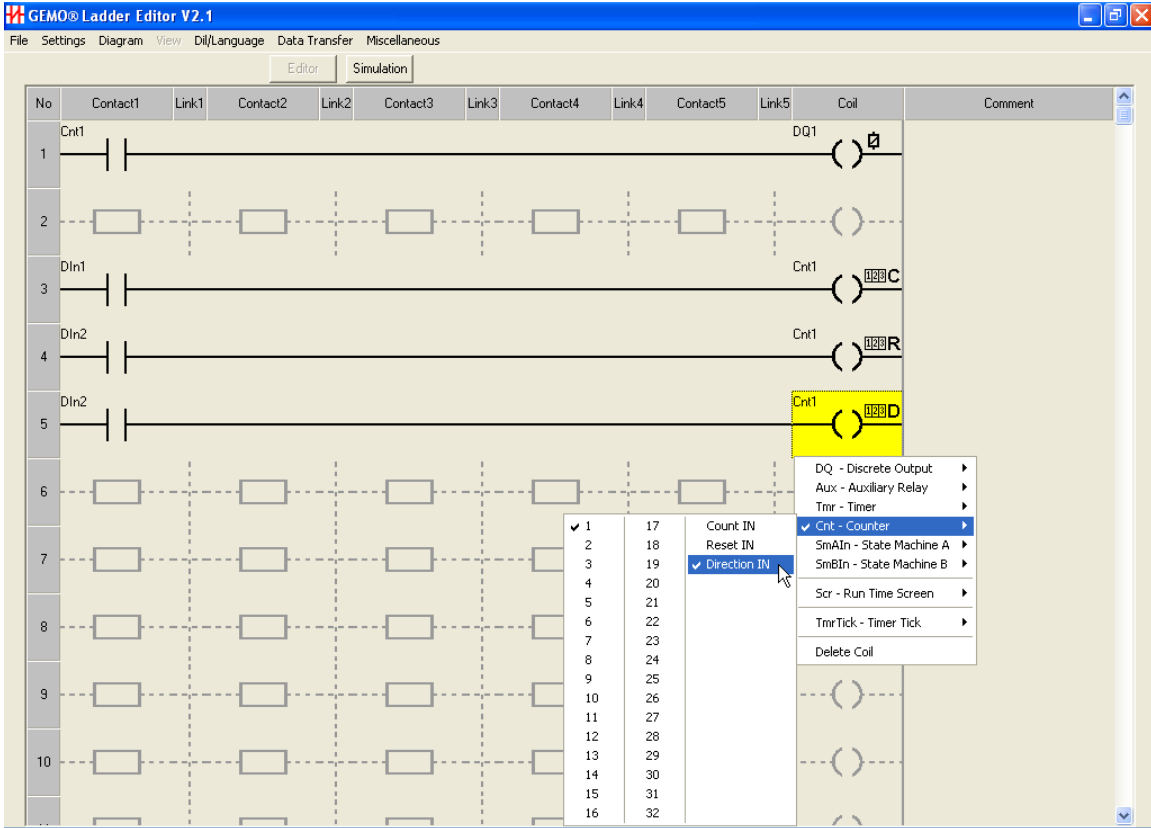 GEMO® Ladder Editor V2.1
File Settings Diagram View Dil/Language Data Transfer Miscellaneous
Editor Simulation
No Contact1 Link1 Contact2 Link2 Contact3 Link3 Contact4 Link4 Contact5 Link5 Coil Comment
Cnt1 DQ1
1
2
DIn1 Cnt1
3 123 C
DIn2 Cnt1
4 123 R
DIn2 Cnt1
5 123 D
6
7
8
9
10
DQ - Discrete Output
Aux - Auxiliary Relay
Tmr - Timer
Cnt - Counter
SmAIn - State Machine A
SmBIn - State Machine B
Scr - Run Time Screen
TmrTick - Timer Tick
Delete Coil
1 17 Count IN
2 18 Reset IN
3 19 Direction IN
4 20
5 21
6 22
7 23
8 24
9 25
10 26
11 27
12 28
13 29
14 30
15 31
16 32